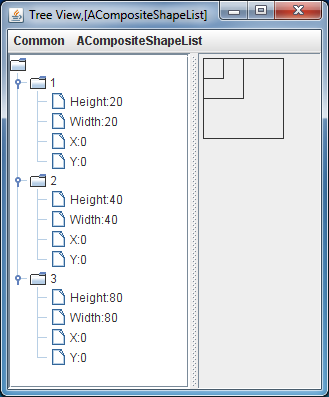 Tree View,[ACompositeShapeList]
Common ACompositeShapeList
1
Height:20
Width:20
X:0
Y:0
2
Height:40
Width:40
X:0
Y:0
3
Height:80
Width:80
X:0
Y:0